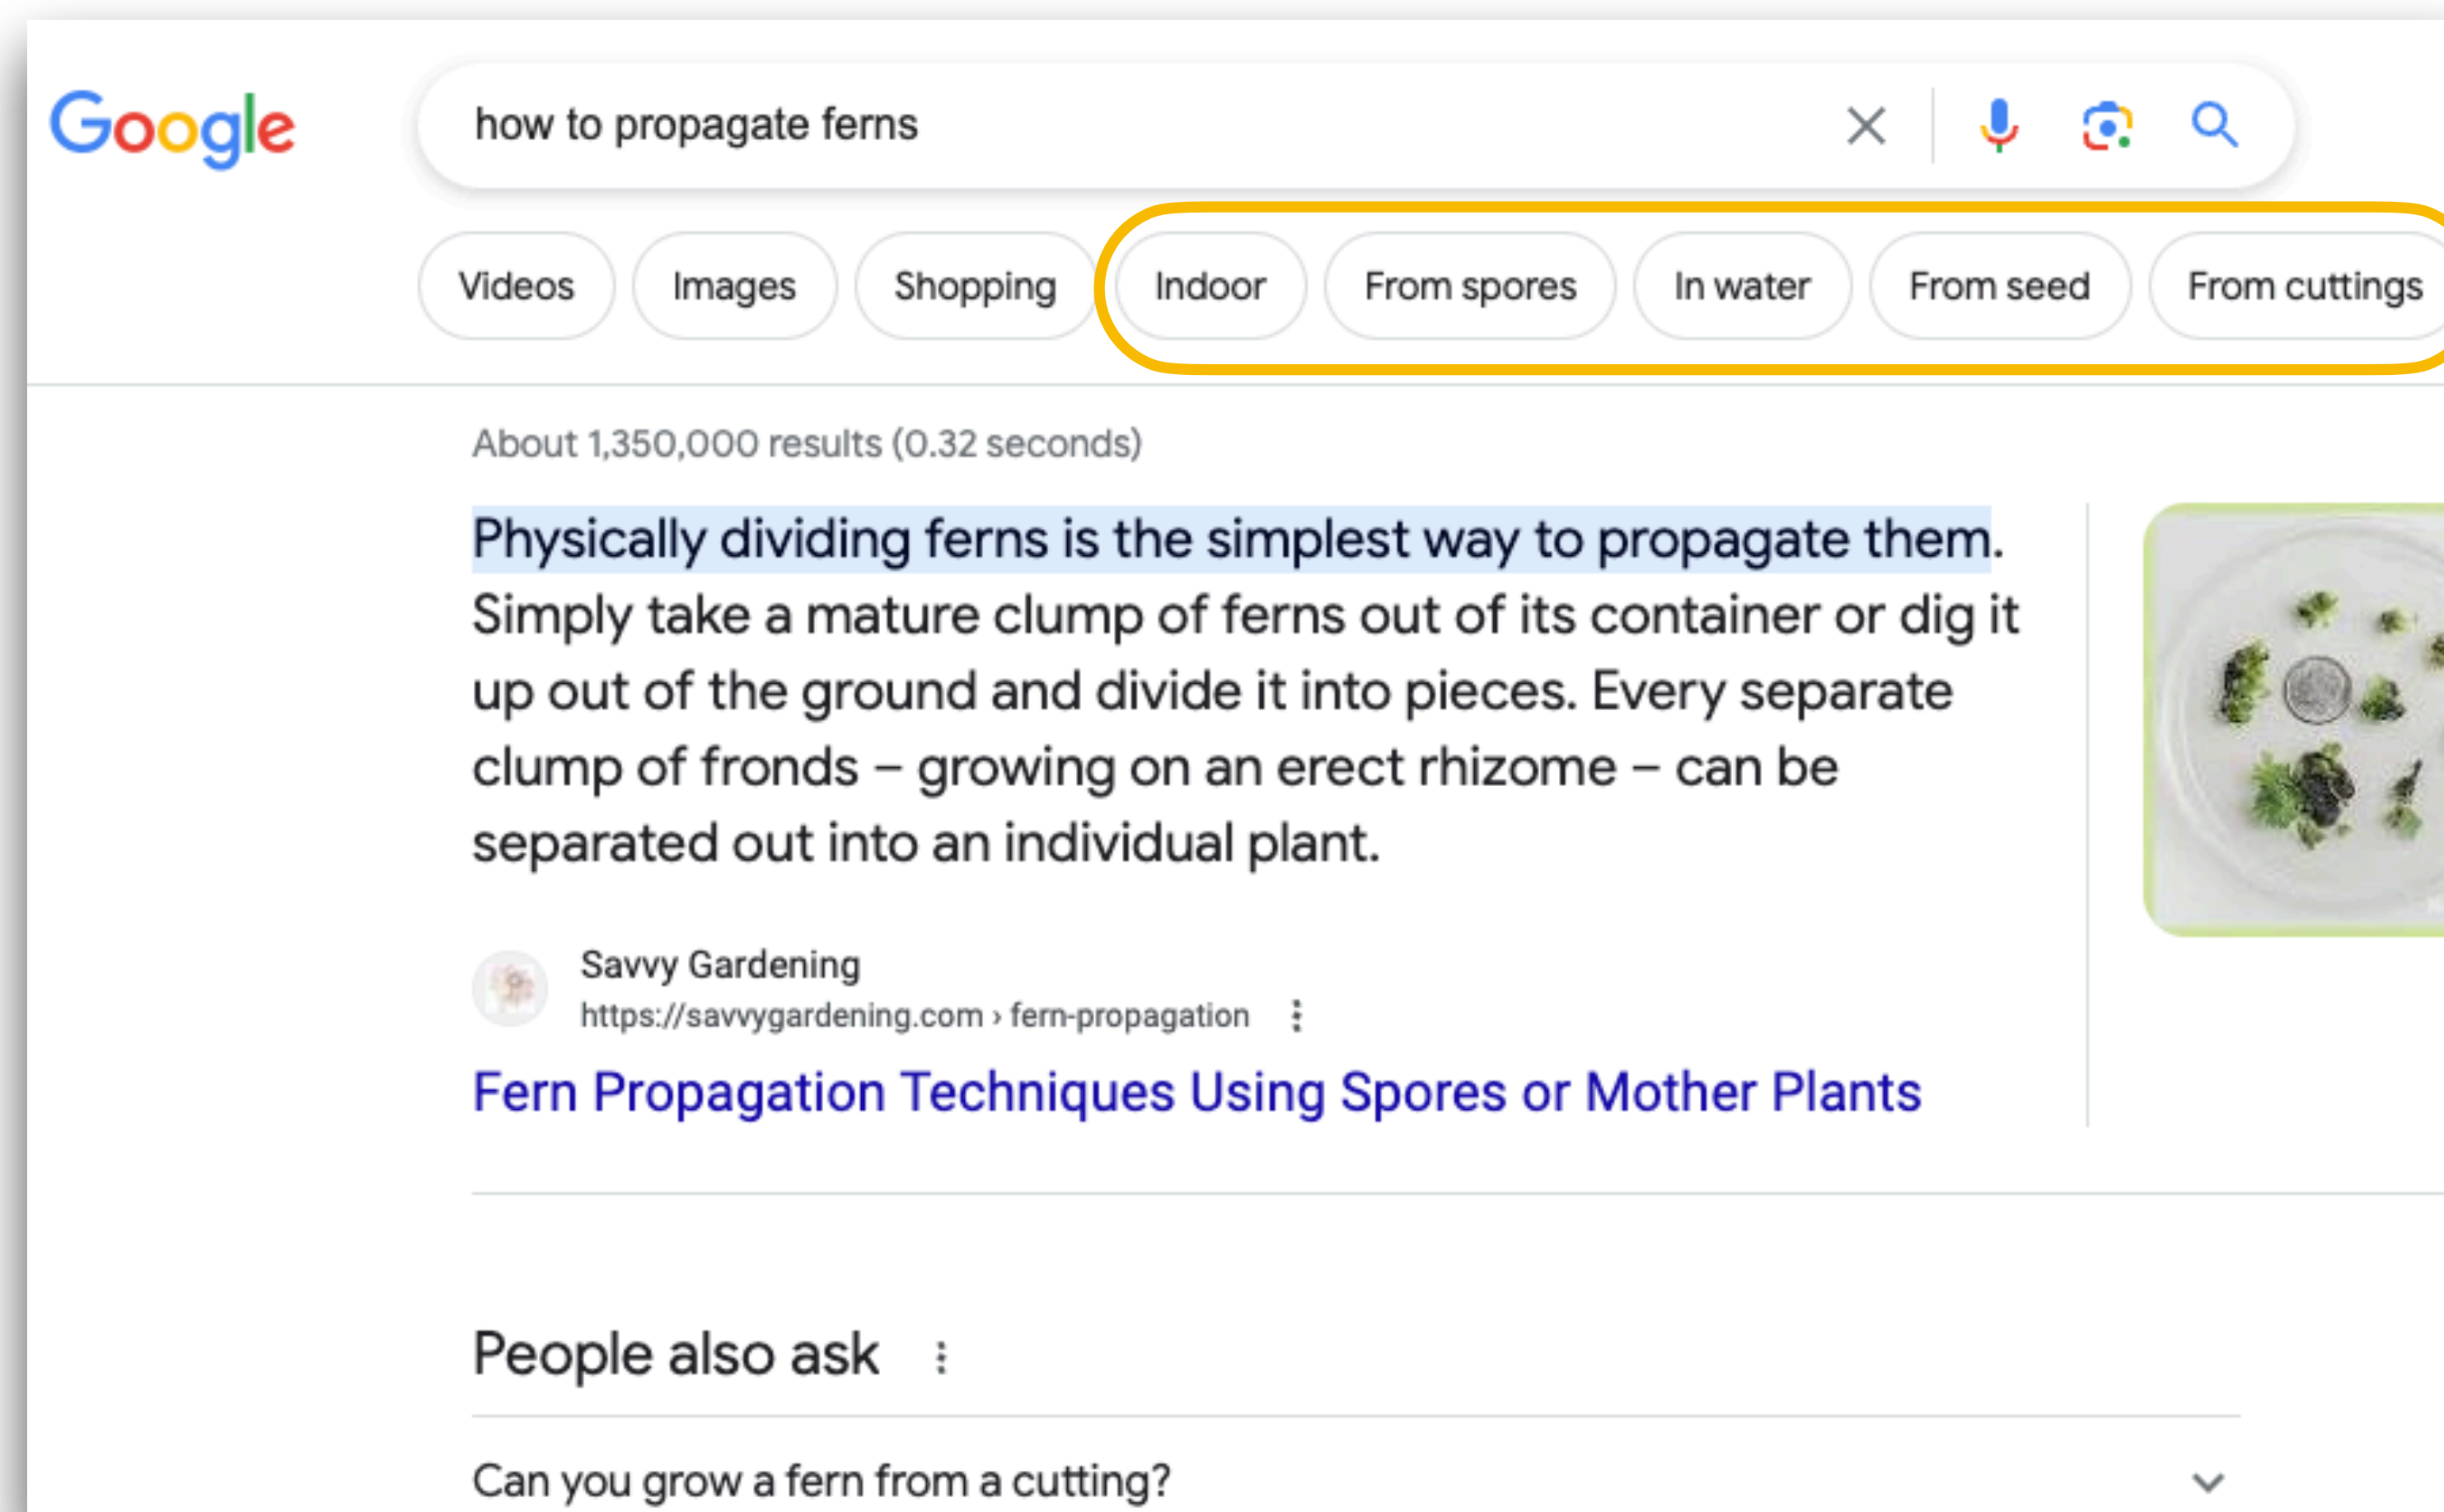 Google
how to propagate ferns
Videos
Images
Shopping
Indoor
From spores
In water
From seed
From cuttings
About 1,350,000 results (0.32 seconds)
Physically dividing ferns is the simplest way to propagate them.
Simply take a mature clump of ferns out of its container or dig it
up out of the ground and divide it into pieces. Every separate
clump of fronds – growing on an erect rhizome – can be
separated out into an individual plant.
Savvy Gardening
https://savvygardening.com › fern-propagation
Fern Propagation Techniques Using Spores or Mother Plants
People also ask
Can you grow a fern from a cutting?